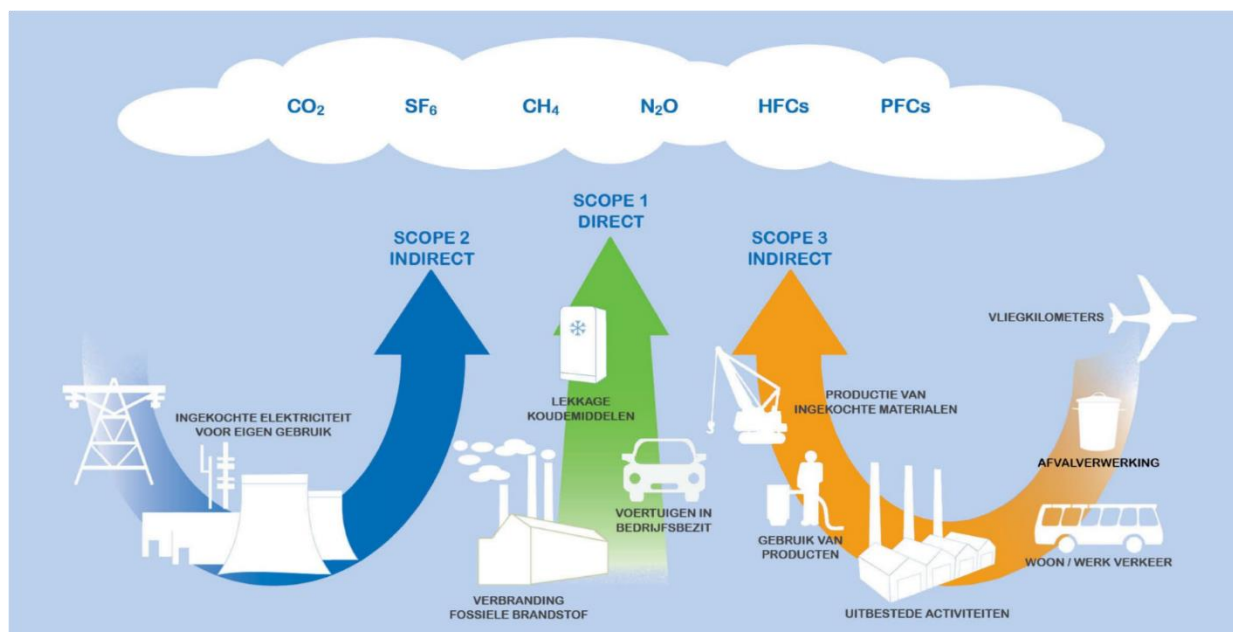 CO₂ SF₆ CH₄ N₂O HFCs PFCs
SCOPE 2
INDIRECT
SCOPE 1
DIRECT
SCOPE 3
INDIRECT
INGEKOCHTE ELEKTRICITEIT
VOOR EIGEN GEBRUIK
LEKKAGE
KOUDEMIDDELEN
VERBRANDING
FOSSIELE BRANDSTOF
VOERTUIGEN IN
BEDRIJFSBEZIT
PRODUCTIE VAN
INGEKOCHTE MATERIALEN
GEBRUIK VAN
PRODUCTEN
UITBESTEDE ACTIVITEITEN
VLIEGKILOMETERS
AFVALVERWERKING
WOON / WERK VERKEER